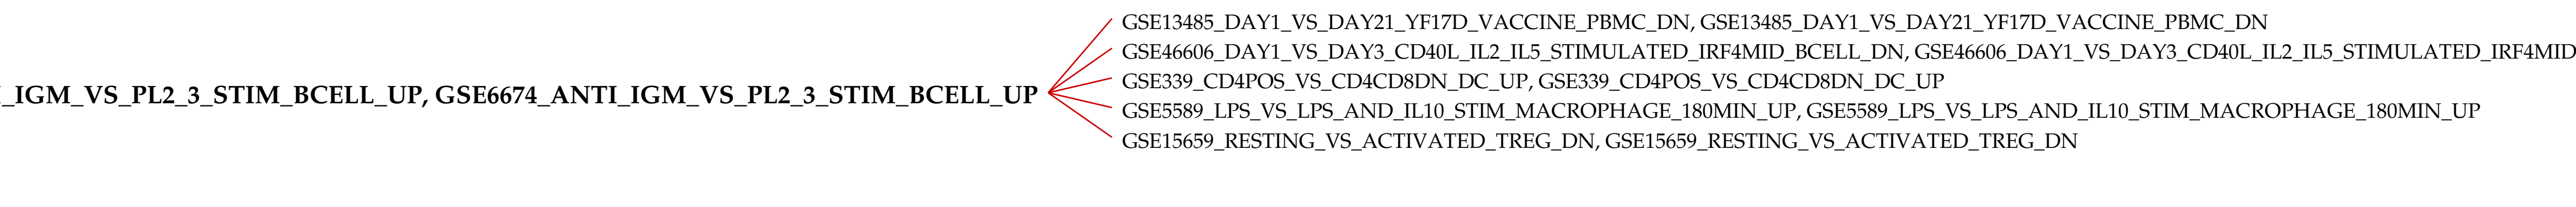 GSE13485_DAY1_VS_DAY21_YF17D_VACCINE_PBMC_DN, GSE13485_DAY1_VS_DAY21_YF17D_VACCINE_PBMC_DN
GSE46606_DAY1_VS_DAY3_CD40L_IL2_IL5_STIMULATED_IRF4MID_BCELL_DN, GSE46606_DAY1_VS_DAY3_CD40L_IL2_IL5_STIMULATED_IRF4MID
GSE339_CD4POS_VS_CD4CD8DN_DC_UP, GSE339_CD4POS_VS_CD4CD8DN_DC_UP
_IGM_VS_PL2_3_STIM_BCELL_UP, GSE6674_ANTI_IGM_VS_PL2_3_STIM_BCELL_UP
GSE5589_LPS_VS_LPS_AND_IL10_STIM_MACROPHAGE_180MIN_UP, GSE5589_LPS_VS_LPS_AND_IL10_STIM_MACROPHAGE_180MIN_UP
GSE15659_RESTING_VS_ACTIVATED_TREG_DN, GSE15659_RESTING_VS_ACTIVATED_TREG_DN